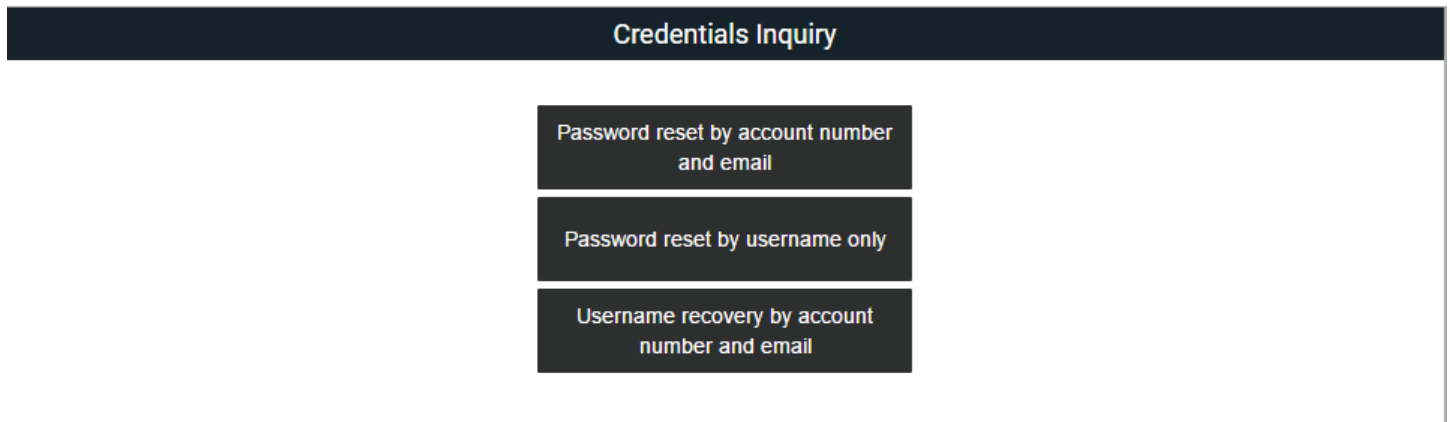 Credentials Inquiry
Password reset by account number
and email
Password reset by username only
Username recovery by account
number and email